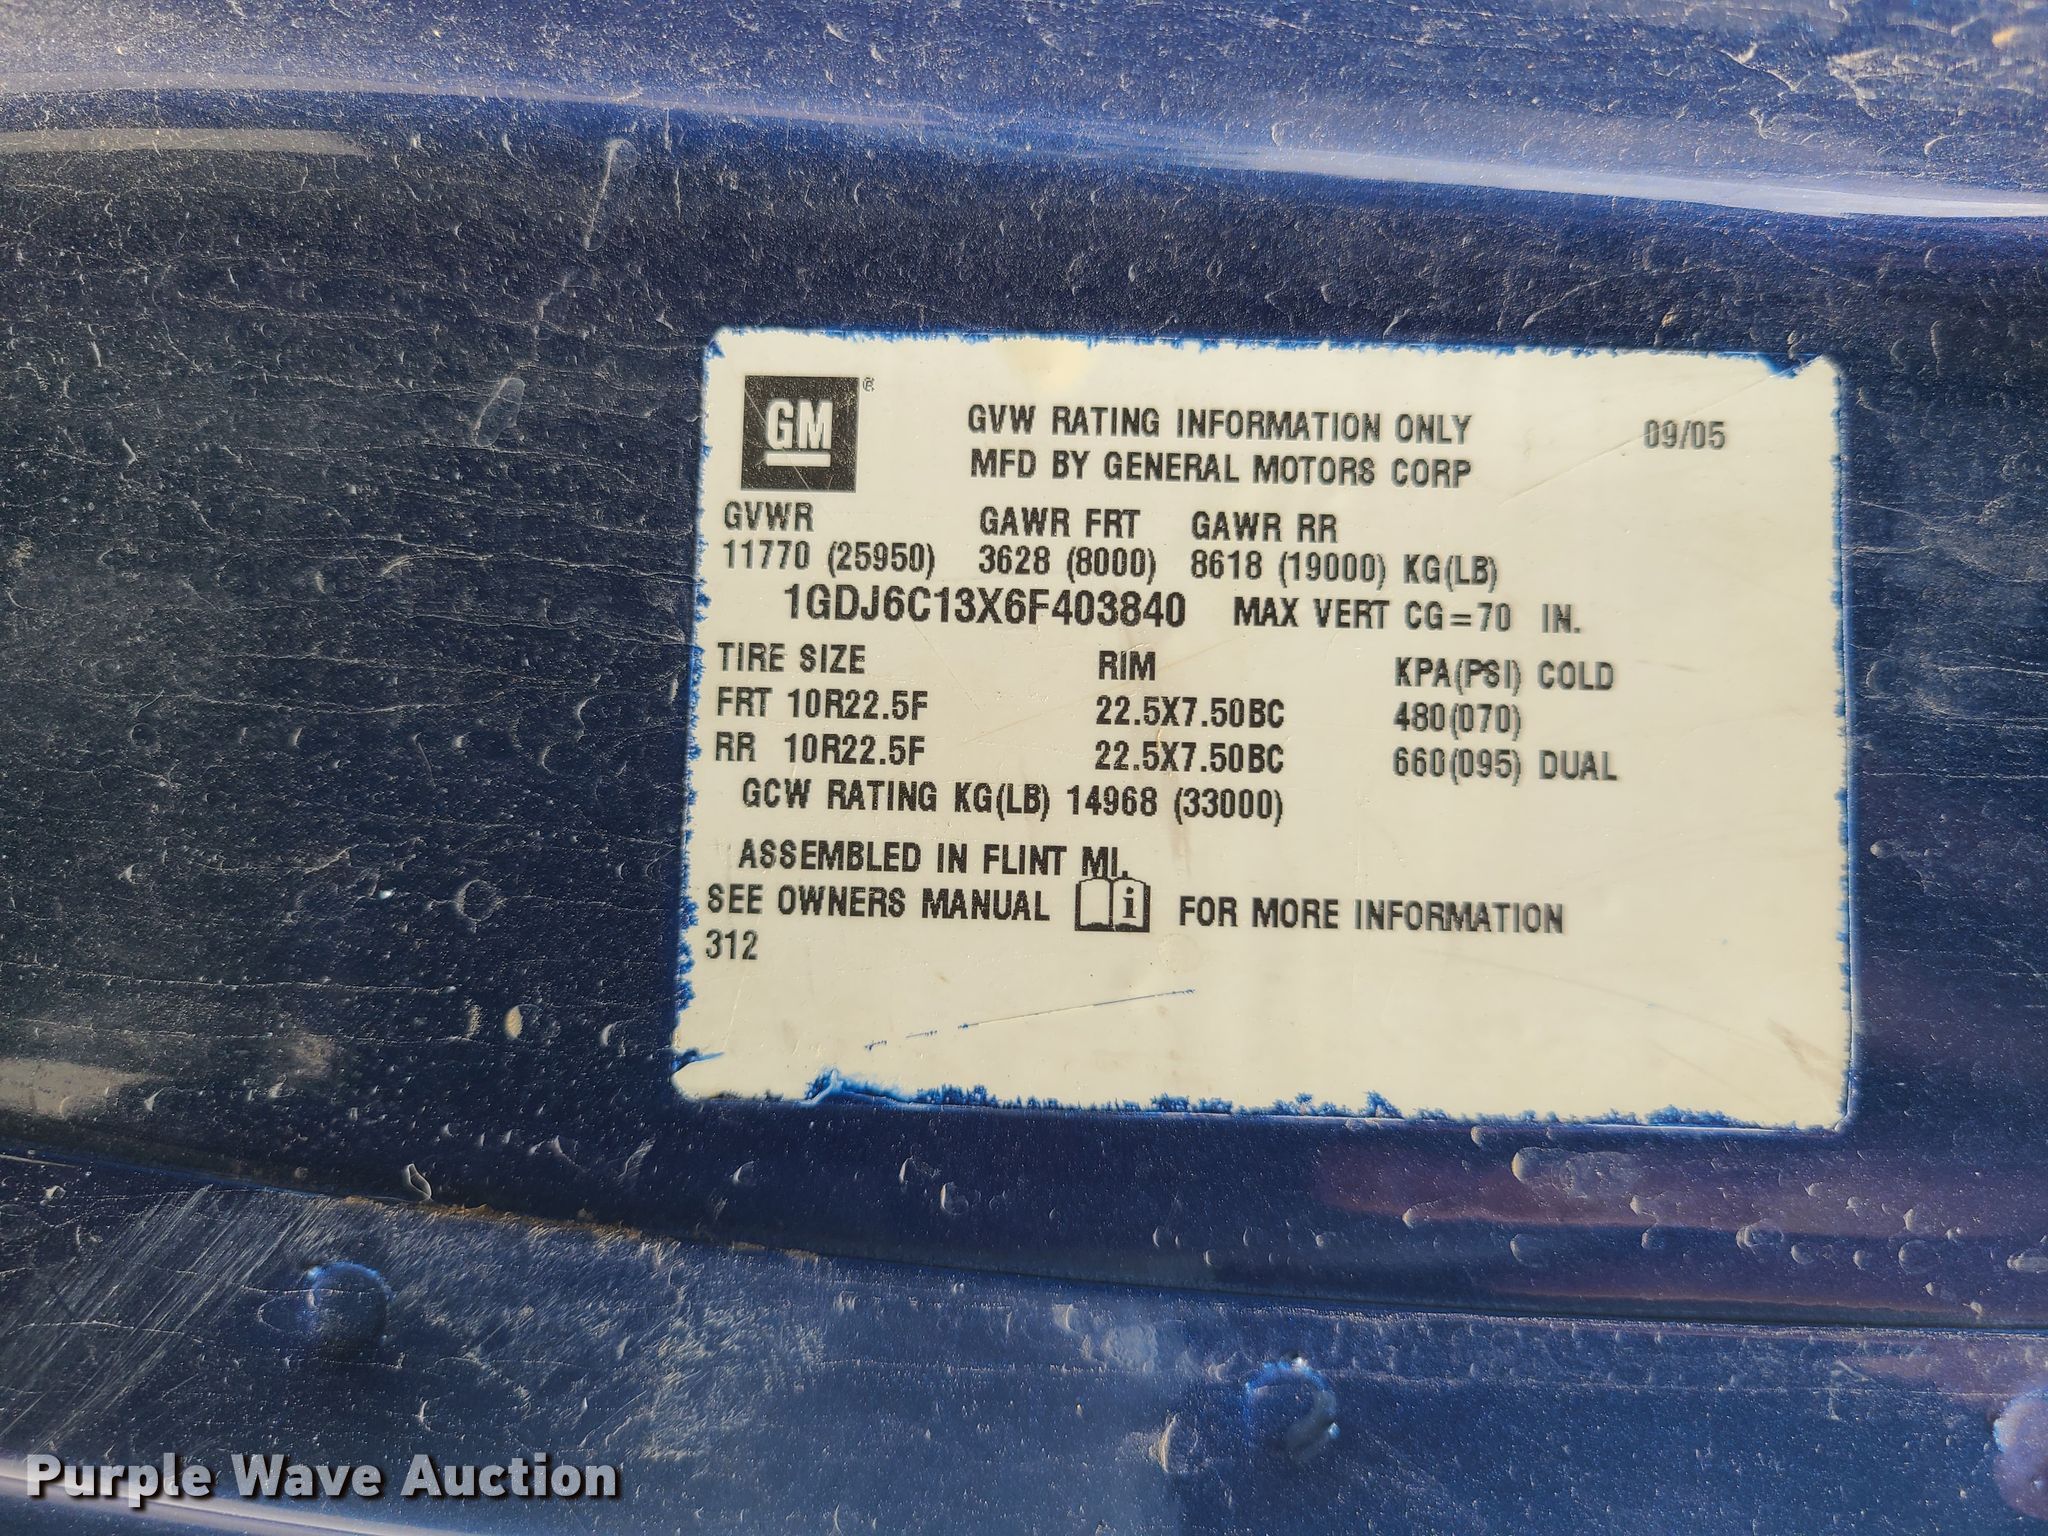 GM®
GVW RATING INFORMATION ONLY 09/05
MFD BY GENERAL MOTORS CORP
GVWR GAWR FRT GAWR RR
11770 (25950) 3628 (8000) 8618 (19000) KG(LB)
1GDJ6C13X6F403840 MAX VERT CG=70 IN.
TIRE SIZE RIM KPA(PSI) COLD
FRT 10R22.5F 22.5X7.50BC 480(070)
RR 10R22.5F 22.5X7.50BC 660(095) DUAL
GCW RATING KG(LB) 14968 (33000)
ASSEMBLED IN FLINT MI.
SEE OWNERS MANUAL i FOR MORE INFORMATION
312
Purple Wave Auction